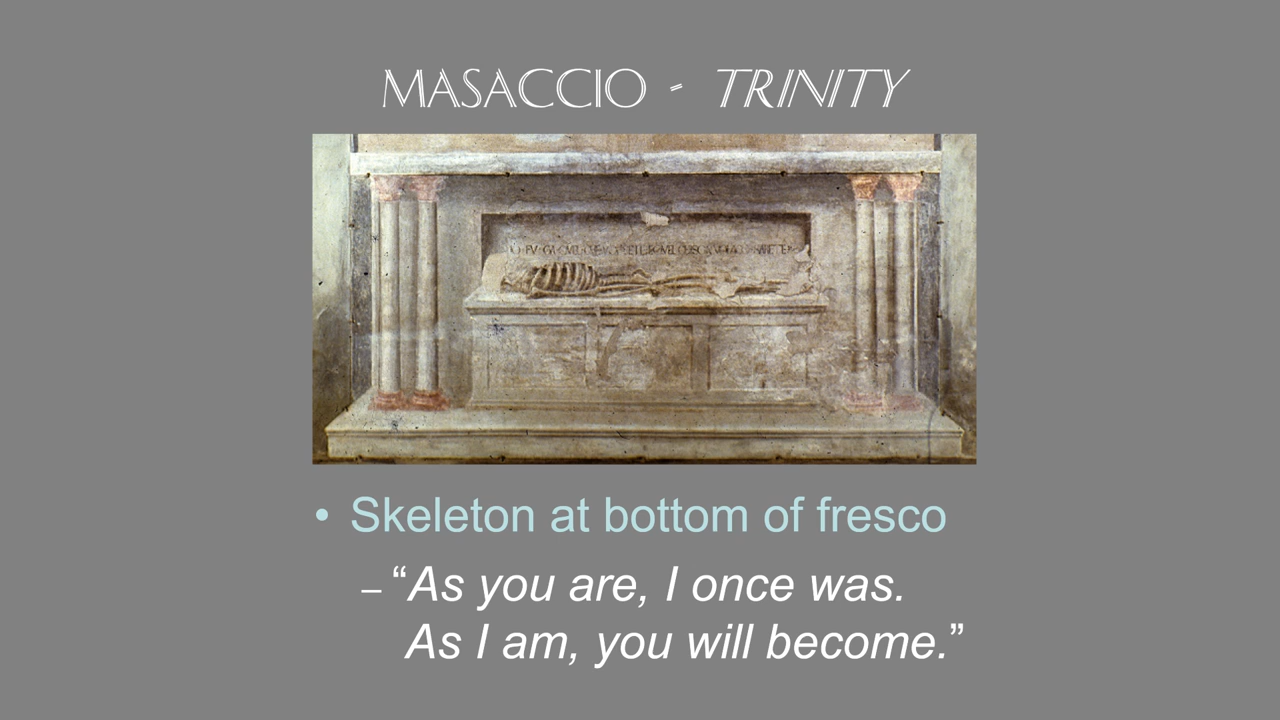 MASACCIO - TRINITY
• Skeleton at bottom of fresco
– “As you are, I once was.
As I am, you will become.”